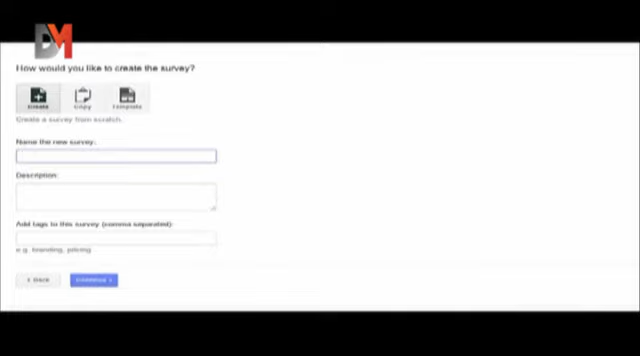 DM
How would you like to create the survey?
Create Copy Template
Create a survey from scratch.
Name the new survey:
Description:
Add tags to this survey (comma separated):
e.g. branding, pricing
‹ Back Continue ›